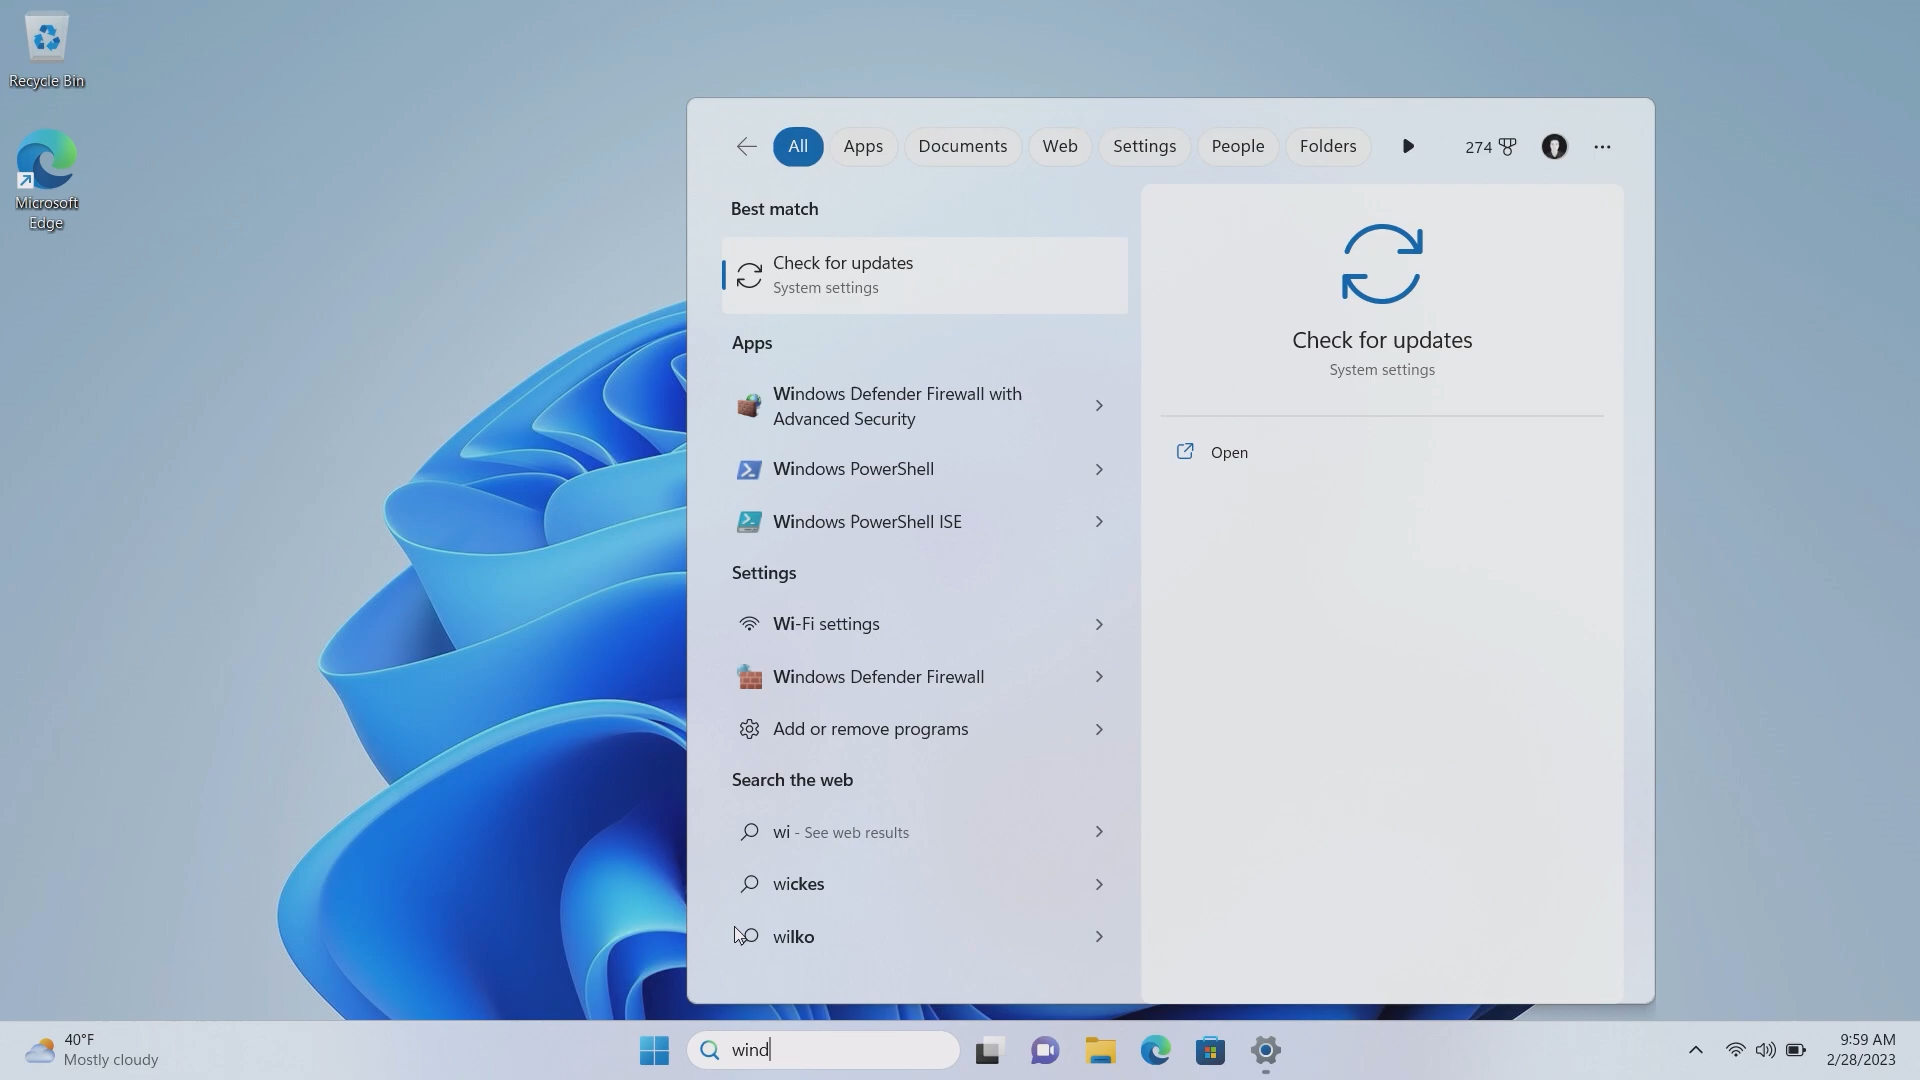 Recycle Bin
Microsoft
Edge
All
Apps
Documents
Web
Settings
People
Folders
274
Best match
Check for updates
System settings
Apps
Windows Defender Firewall with
Advanced Security
Windows PowerShell
Windows PowerShell ISE
Settings
Wi-Fi settings
Windows Defender Firewall
Add or remove programs
Search the web
wi - See web results
wickes
wilko
Check for updates
System settings
Open
40°F
Mostly cloudy
wind
9:59 AM
2/28/2023